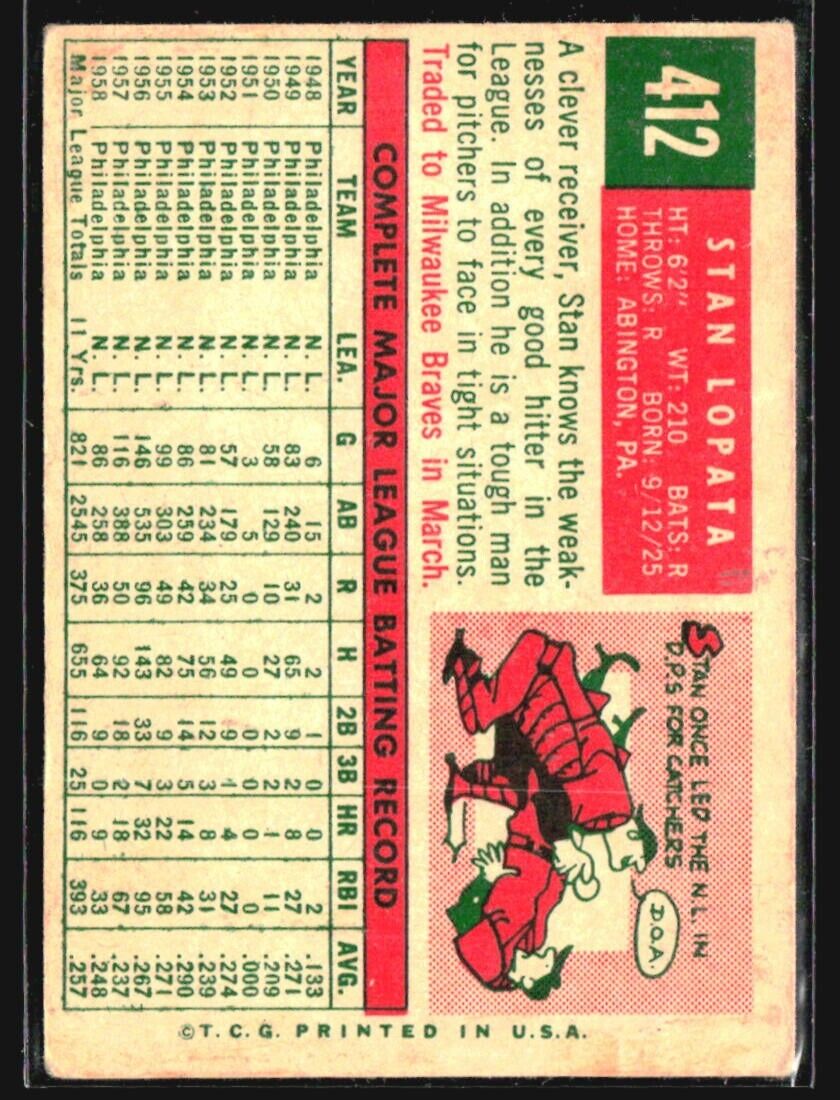 412
STAN LOPATA
HT: 6'2" WT: 210 BATS: R
THROWS: R BORN: 9/12/25
HOME: ABINGTON, PA.
A clever receiver, Stan knows the weak-
nesses of every good hitter in the
League. In addition he is a tough man
for pitchers to face in tight situations.
Traded to Milwaukee Braves in March.
STAN ONCE LED THE N.L. IN
D.P.S FOR CATCHERS
D.O.A.
COMPLETE MAJOR LEAGUE BATTING RECORD
YEAR TEAM LEA. G AB R H 2B 3B HR RBI AVG.
1948 Philadelphia N. L. 6 15 2 2 1 0 0 2 .133
1949 Philadelphia N. L. 83 240 31 65 9 2 8 27 .271
1950 Philadelphia N. L. 58 129 10 27 2 2 1 11 .209
1951 Philadelphia N. L. 3 5 0 0 0 0 0 0 .000
1952 Philadelphia N. L. 57 179 25 49 9 1 4 27 .274
1953 Philadelphia N. L. 81 234 34 56 12 3 8 31 .239
1954 Philadelphia N. L. 86 259 42 75 14 5 14 42 .290
1955 Philadelphia N. L. 99 303 49 82 9 3 22 58 .271
1956 Philadelphia N. L. 146 535 96 143 33 7 32 95 .267
1957 Philadelphia N. L. 116 388 50 92 18 2 18 67 .237
1958 Philadelphia N. L. 86 258 36 64 9 0 9 33 .248
Major League Totals 11 Yrs. 821 2545 375 655 116 25 116 393 .257
©T.C.G. PRINTED IN U.S.A.